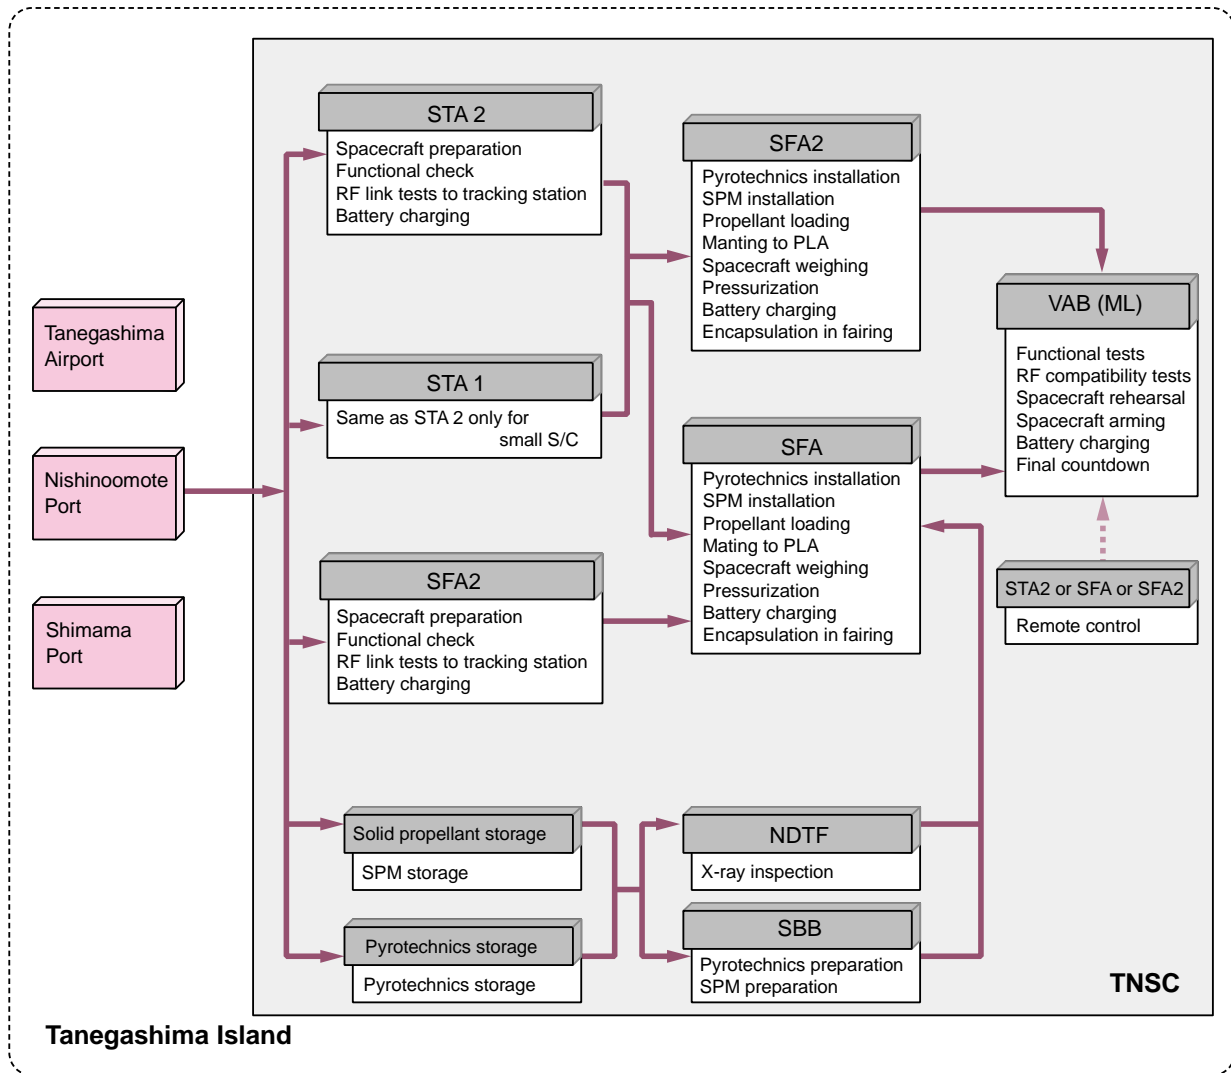 Tanegashima
Airport
Nishinoomote
Port
Shimama
Port
STA 2
Spacecraft preparation
Functional check
RF link tests to tracking station
Battery charging
STA 1
Same as STA 2 only for
small S/C
SFA2
Spacecraft preparation
Functional check
RF link tests to tracking station
Battery charging
Solid propellant storage
SPM storage
Pyrotechnics storage
Pyrotechnics storage
SFA2
Pyrotechnics installation
SPM installation
Propellant loading
Manting to PLA
Spacecraft weighing
Pressurization
Battery charging
Encapsulation in fairing
SFA
Pyrotechnics installation
SPM installation
Propellant loading
Mating to PLA
Spacecraft weighing
Pressurization
Battery charging
Encapsulation in fairing
NDTF
X-ray inspection
SBB
Pyrotechnics preparation
SPM preparation
VAB (ML)
Functional tests
RF compatibility tests
Spacecraft rehearsal
Spacecraft arming
Battery charging
Final countdown
STA2 or SFA or SFA2
Remote control
TNSC
Tanegashima Island